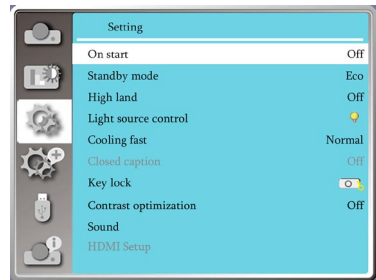 Setting
On start Off
Standby mode Eco
High land Off
Light source control
Cooling fast Normal
Closed caption Off
Key lock
Contrast optimization Off
Sound
HDMI Setup